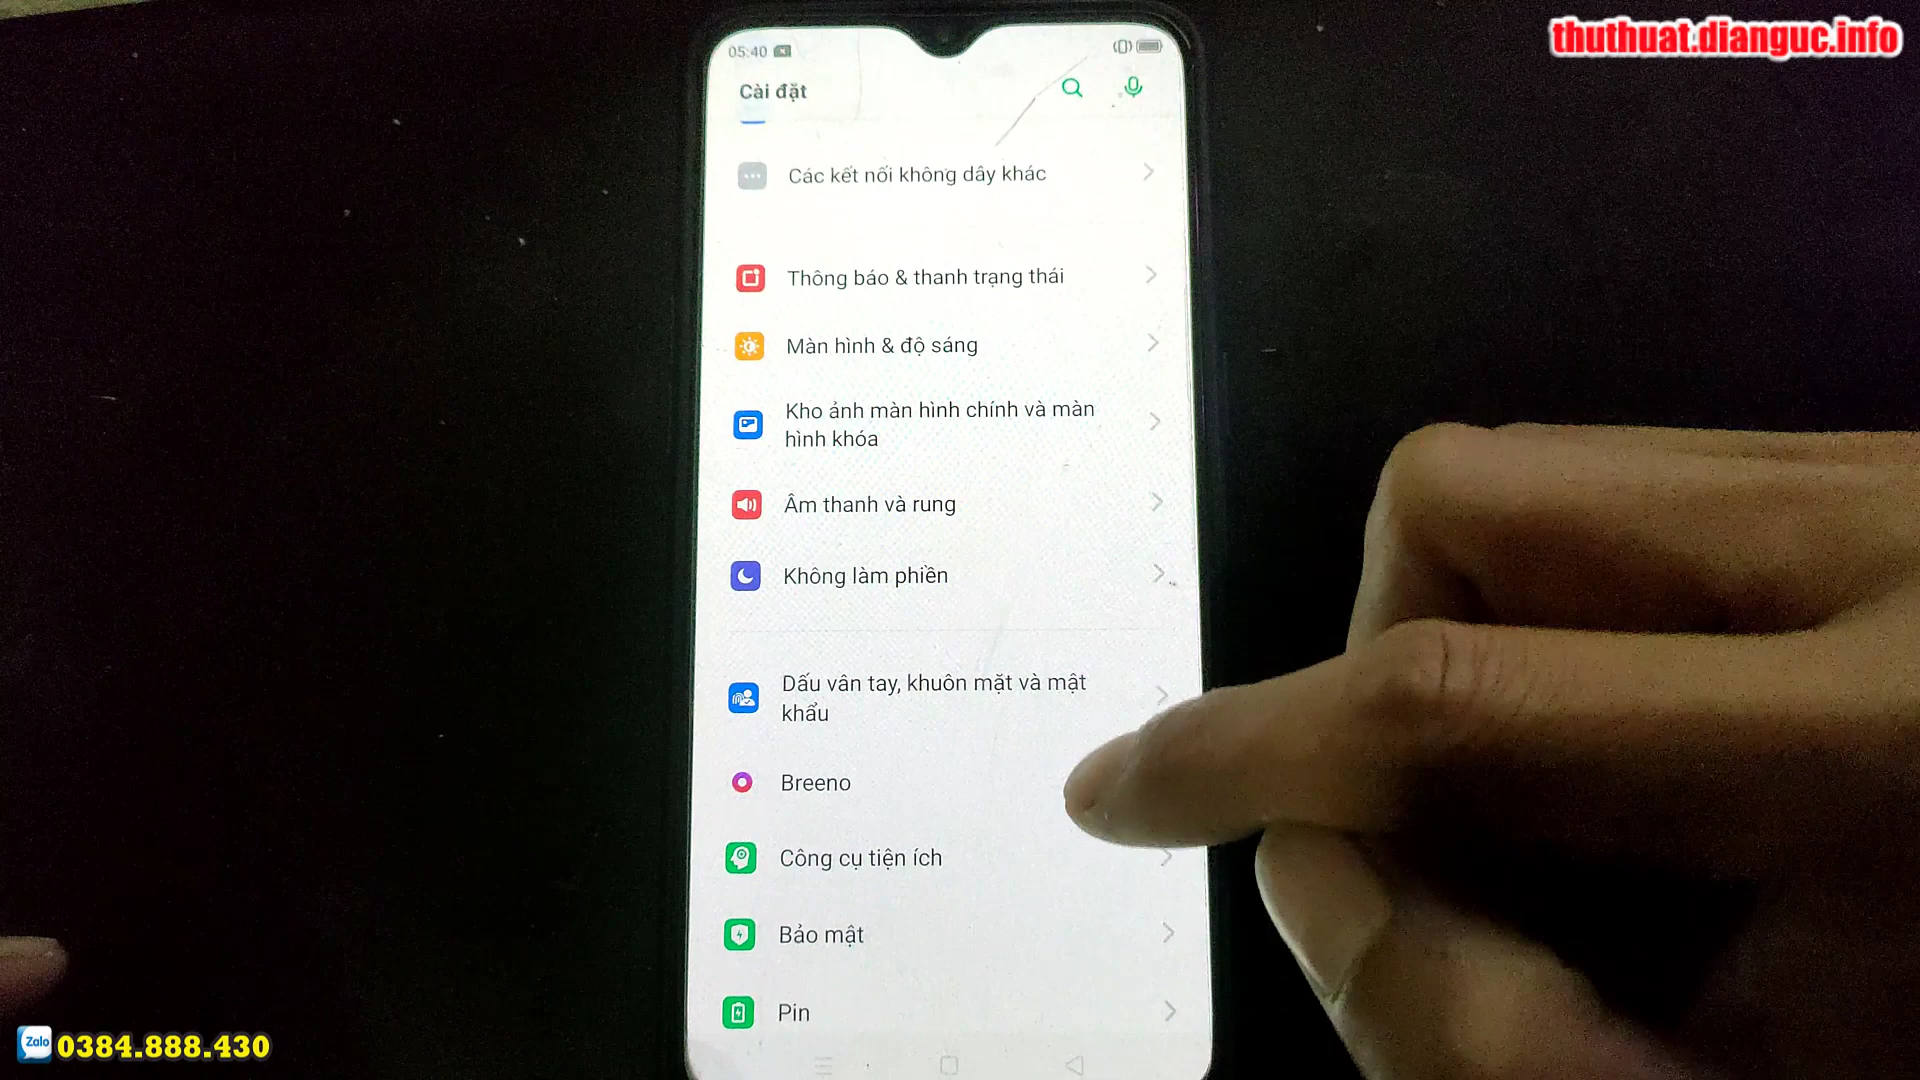 thuthuat.dianguc.info
05:40
Cài đặt
Các kết nối không dây khác
Thông báo & thanh trạng thái
Màn hình & độ sáng
Kho ảnh màn hình chính và màn
hình khóa
Âm thanh và rung
Không làm phiền
Dấu vân tay, khuôn mặt và mật
khẩu
Breeno
Công cụ tiện ích
Bảo mật
Pin
Zalo 0384.888.430